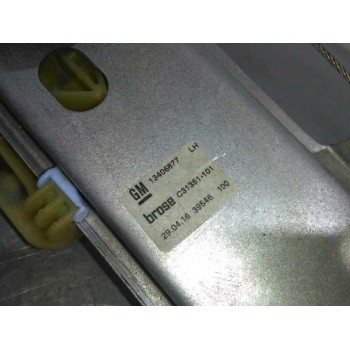 GM 13406877 LH
brose C31351-101
29.04.16 39546 100